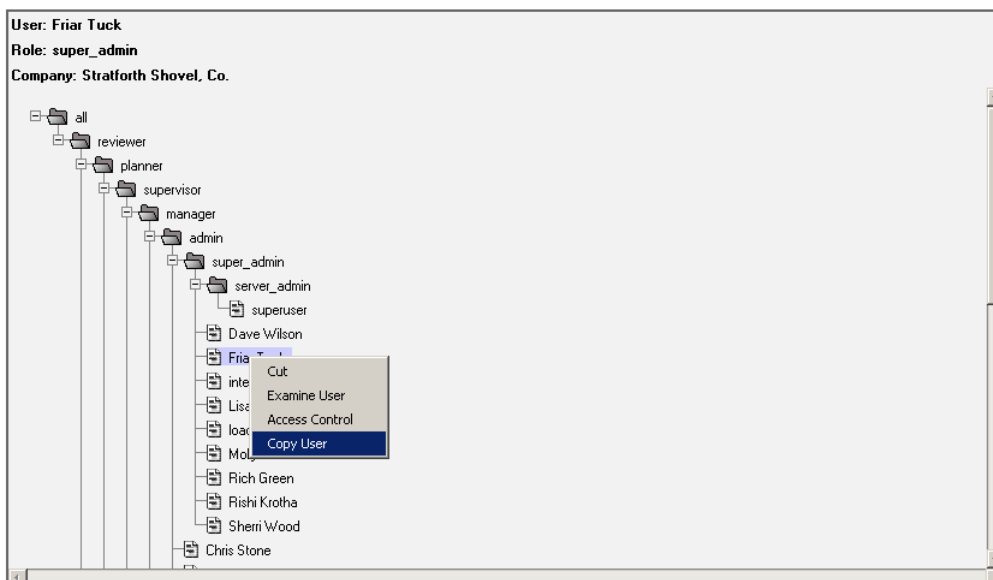 User: Friar Tuck
Role: super_admin
Company: Stratforth Shovel, Co.
all
reviewer
planner
supervisor
manager
admin
super_admin
server_admin
superuser
Dave Wilson
Cut
Examine User
Access Control
Copy User
Rich Green
Rishi Krotha
Sherri Wood
Chris Stone